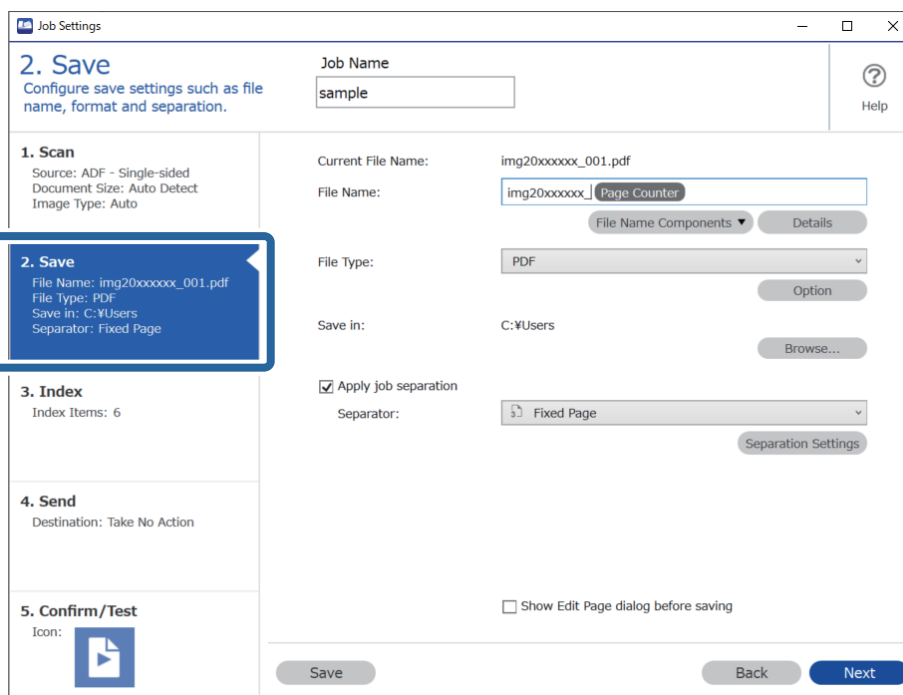 Job Settings
2. Save
Configure save settings such as file
name, format and separation.
Job Name
sample
?
Help
1. Scan
Source: ADF - Single-sided
Document Size: Auto Detect
Image Type: Auto
2. Save
File Name: img20xxxxxx_001.pdf
File Type: PDF
Save in: C:¥Users
Separator: Fixed Page
3. Index
Index Items: 6
4. Send
Destination: Take No Action
5. Confirm/Test
Icon:
Current File Name: img20xxxxxx_001.pdf
File Name: img20xxxxxx_ Page Counter
File Name Components ▼ Details
File Type: PDF
Option
Save in: C:¥Users
Browse...
Apply job separation
Separator: Fixed Page
Separation Settings
Show Edit Page dialog before saving
Save Back Next